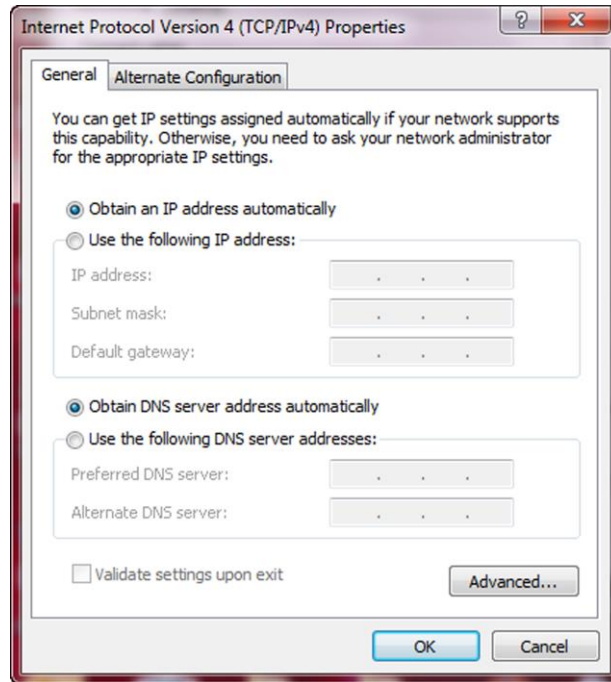 Internet Protocol Version 4 (TCP/IPv4) Properties
General
Alternate Configuration
You can get IP settings assigned automatically if your network supports
this capability. Otherwise, you need to ask your network administrator
for the appropriate IP settings.
Obtain an IP address automatically
Use the following IP address:
IP address:
Subnet mask:
Default gateway:
Obtain DNS server address automatically
Use the following DNS server addresses:
Preferred DNS server:
Alternate DNS server:
Validate settings upon exit
Advanced...
OK
Cancel